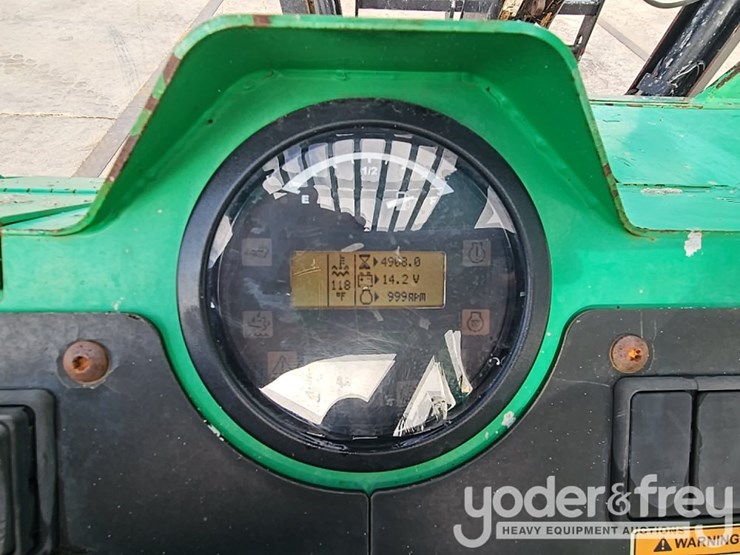 1/2
E
4968.0
14.2 V
118
°F
999RPM
yoder&frey
HEAVY EQUIPMENT AUCTIONS
WARNING